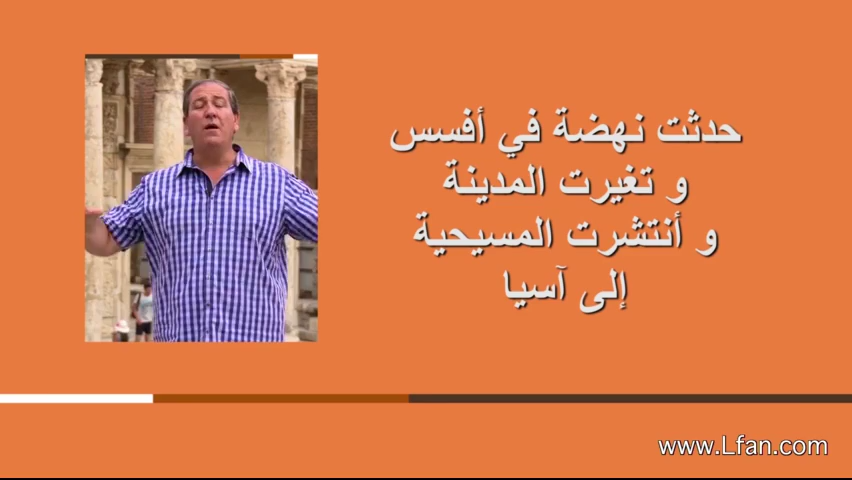 حدثت نهضة في أفسس
و تغيرت المدينة
و أنتشرت المسيحية
إلى آسيا
www.Lfan.com